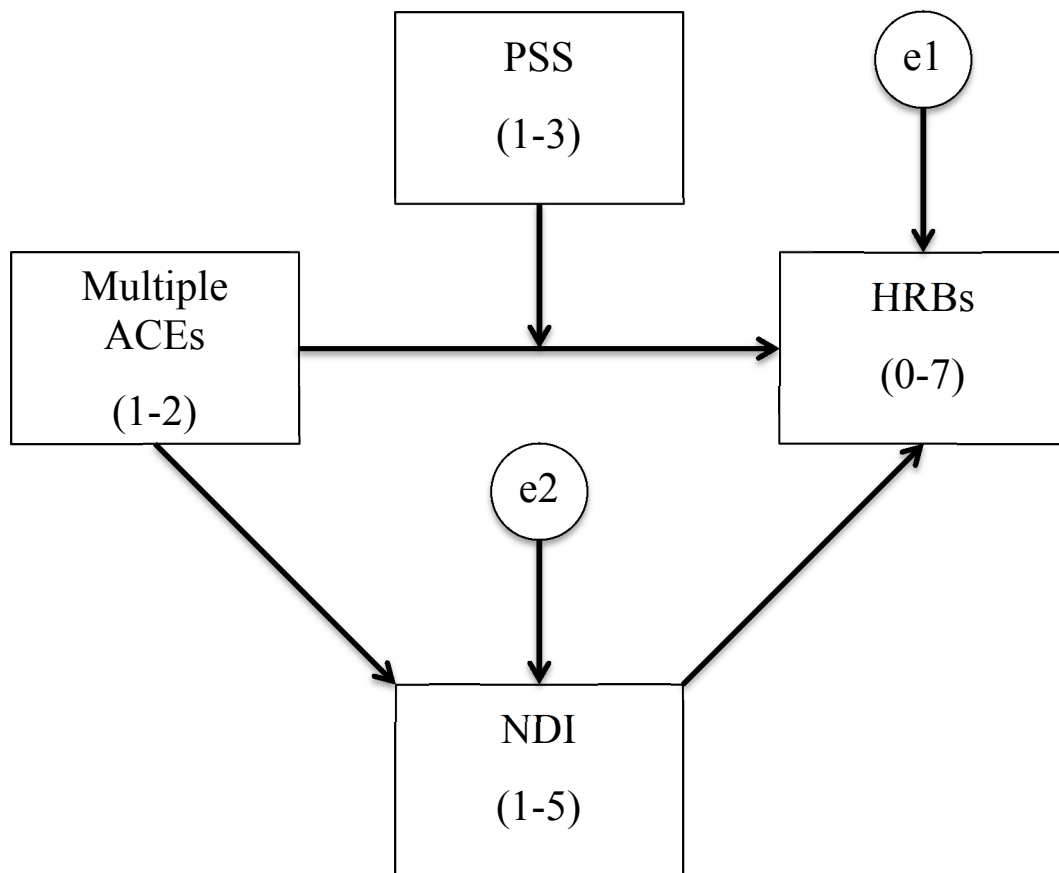 PSS
(1-3)
e1
Multiple
ACEs
(1-2)
HRBs
(0-7)
e2
NDI
(1-5)